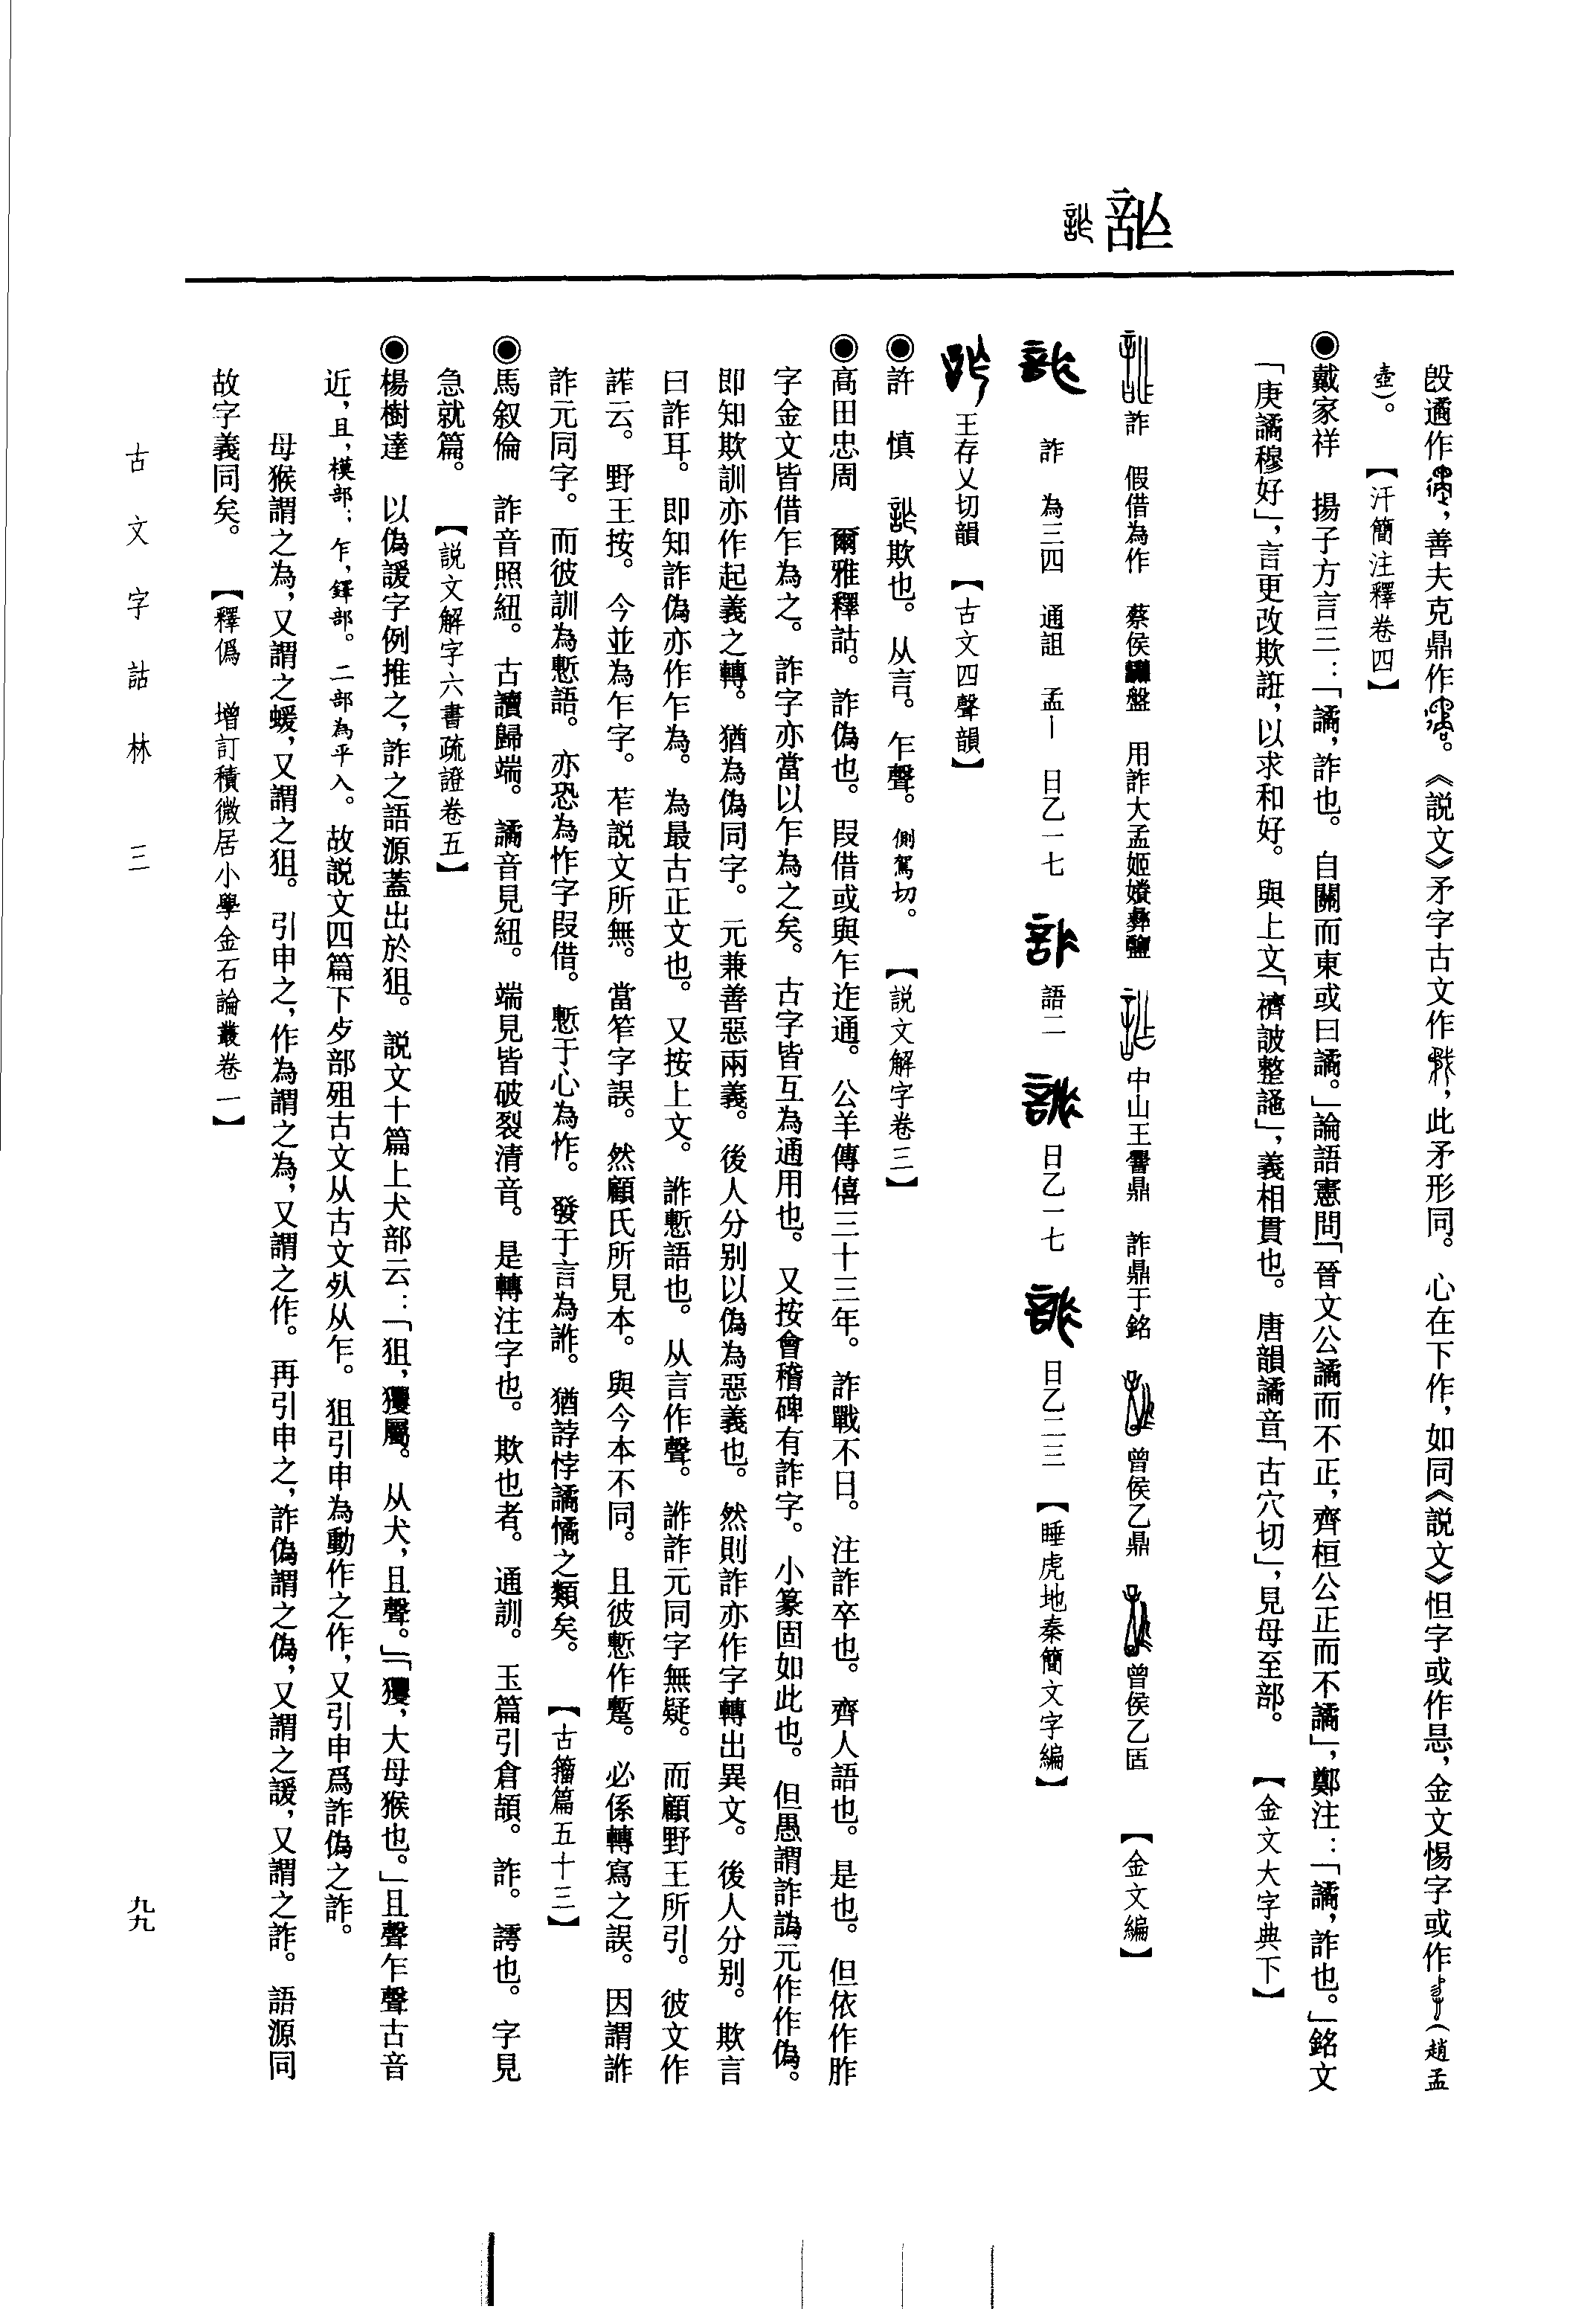 詐
𣪘遹作，善夫克鼎作。《説文》矛字古文作，此矛形同。心在下作，如同《説文》怛字或作悬，金文惕字或作（趙孟
壺）。　【汗簡注釋卷四】
◉戴家祥　揚子方言三：「譎，詐也。自關而東或曰譎。」論語憲問「晉文公譎而不正，齊桓公正而不譎」，鄭注：「譎，詐也。」銘文
「庚譎穆好」，言更改欺誑，以求和好。與上文「䄢詖整」，義相貫也。唐韻譎音「古穴切」，見母至部。　【金文大字典下】
詐　假借為作　蔡侯盤　用詐大孟姬媵彝　中山王鼎　詐鼎于銘　曾侯乙鼎　曾侯乙匜　【金文編】
詐　為三四　通詛　孟—　日乙一七　語二　日乙一七　日乙二三　【睡虎地秦簡文字編】
王存乂切韻　【古文四聲韻】
◉許　慎　欺也。从言。乍聲。側駕切。　【説文解字卷三】
◉高田忠周　爾雅釋詁。詐偽也。叚借或與乍迮通。公羊傳僖三十三年。詐戰不日。注詐卒也。齊人語也。是也。但依作胙
字金文皆借乍為之。詐字亦當以乍為之矣。古字皆互為通用也。又按會稽碑有詐字。小篆固如此也。但愚謂詐譌元作作偽。
即知欺訓亦作起義之轉。猶為偽同字。元兼善惡兩義。後人分別以偽為惡義也。然則詐亦作字轉出異文。後人分別。欺言
曰詐耳。即知詐偽亦作乍為。為最古正文也。又按上文。詐慙語也。从言作聲。詐元同字無疑。而顧野王所引。彼文作
云。野王按。今並為乍字。苲説文所無。當笮字誤。然顧氏所見本。與今本不同。且彼慙作蹔。必係轉寫之誤。因謂
詐元同字。而彼訓為慙語。亦恐為怍字叚借。慙于心為怍。發于言為。猶誖悖譎憰之類矣。　【古籀篇五十三】
◉馬叙倫　詐音照紐。古讀歸端。譎音見紐。端見皆破裂清音。是轉注字也。欺也者。通訓。玉篇引倉頡。詐。謣也。字見
急就篇。　【説文解字六書疏證卷五】
◉楊樹達　以偽諼字例推之，詐之語源蓋出於狙。説文十篇上犬部云：「狙，玃屬。从犬，且聲。」「玃，大母猴也。」且聲乍聲古音
近，且，模部；乍，鐸部。二部為平入。故説文四篇下歺部殂古文从古文歺从乍。狙引申為動作之作，又引申爲詐偽之詐。
母猴謂之為，又謂之蝯，又謂之狙。引申之，作為謂之為，又謂之作。再引申之，詐偽謂之偽，又謂之諼，又謂之詐。語源同
故字義同矣。　【釋僞　增訂積微居小學金石論叢卷一】
古文字詁林　三
九九